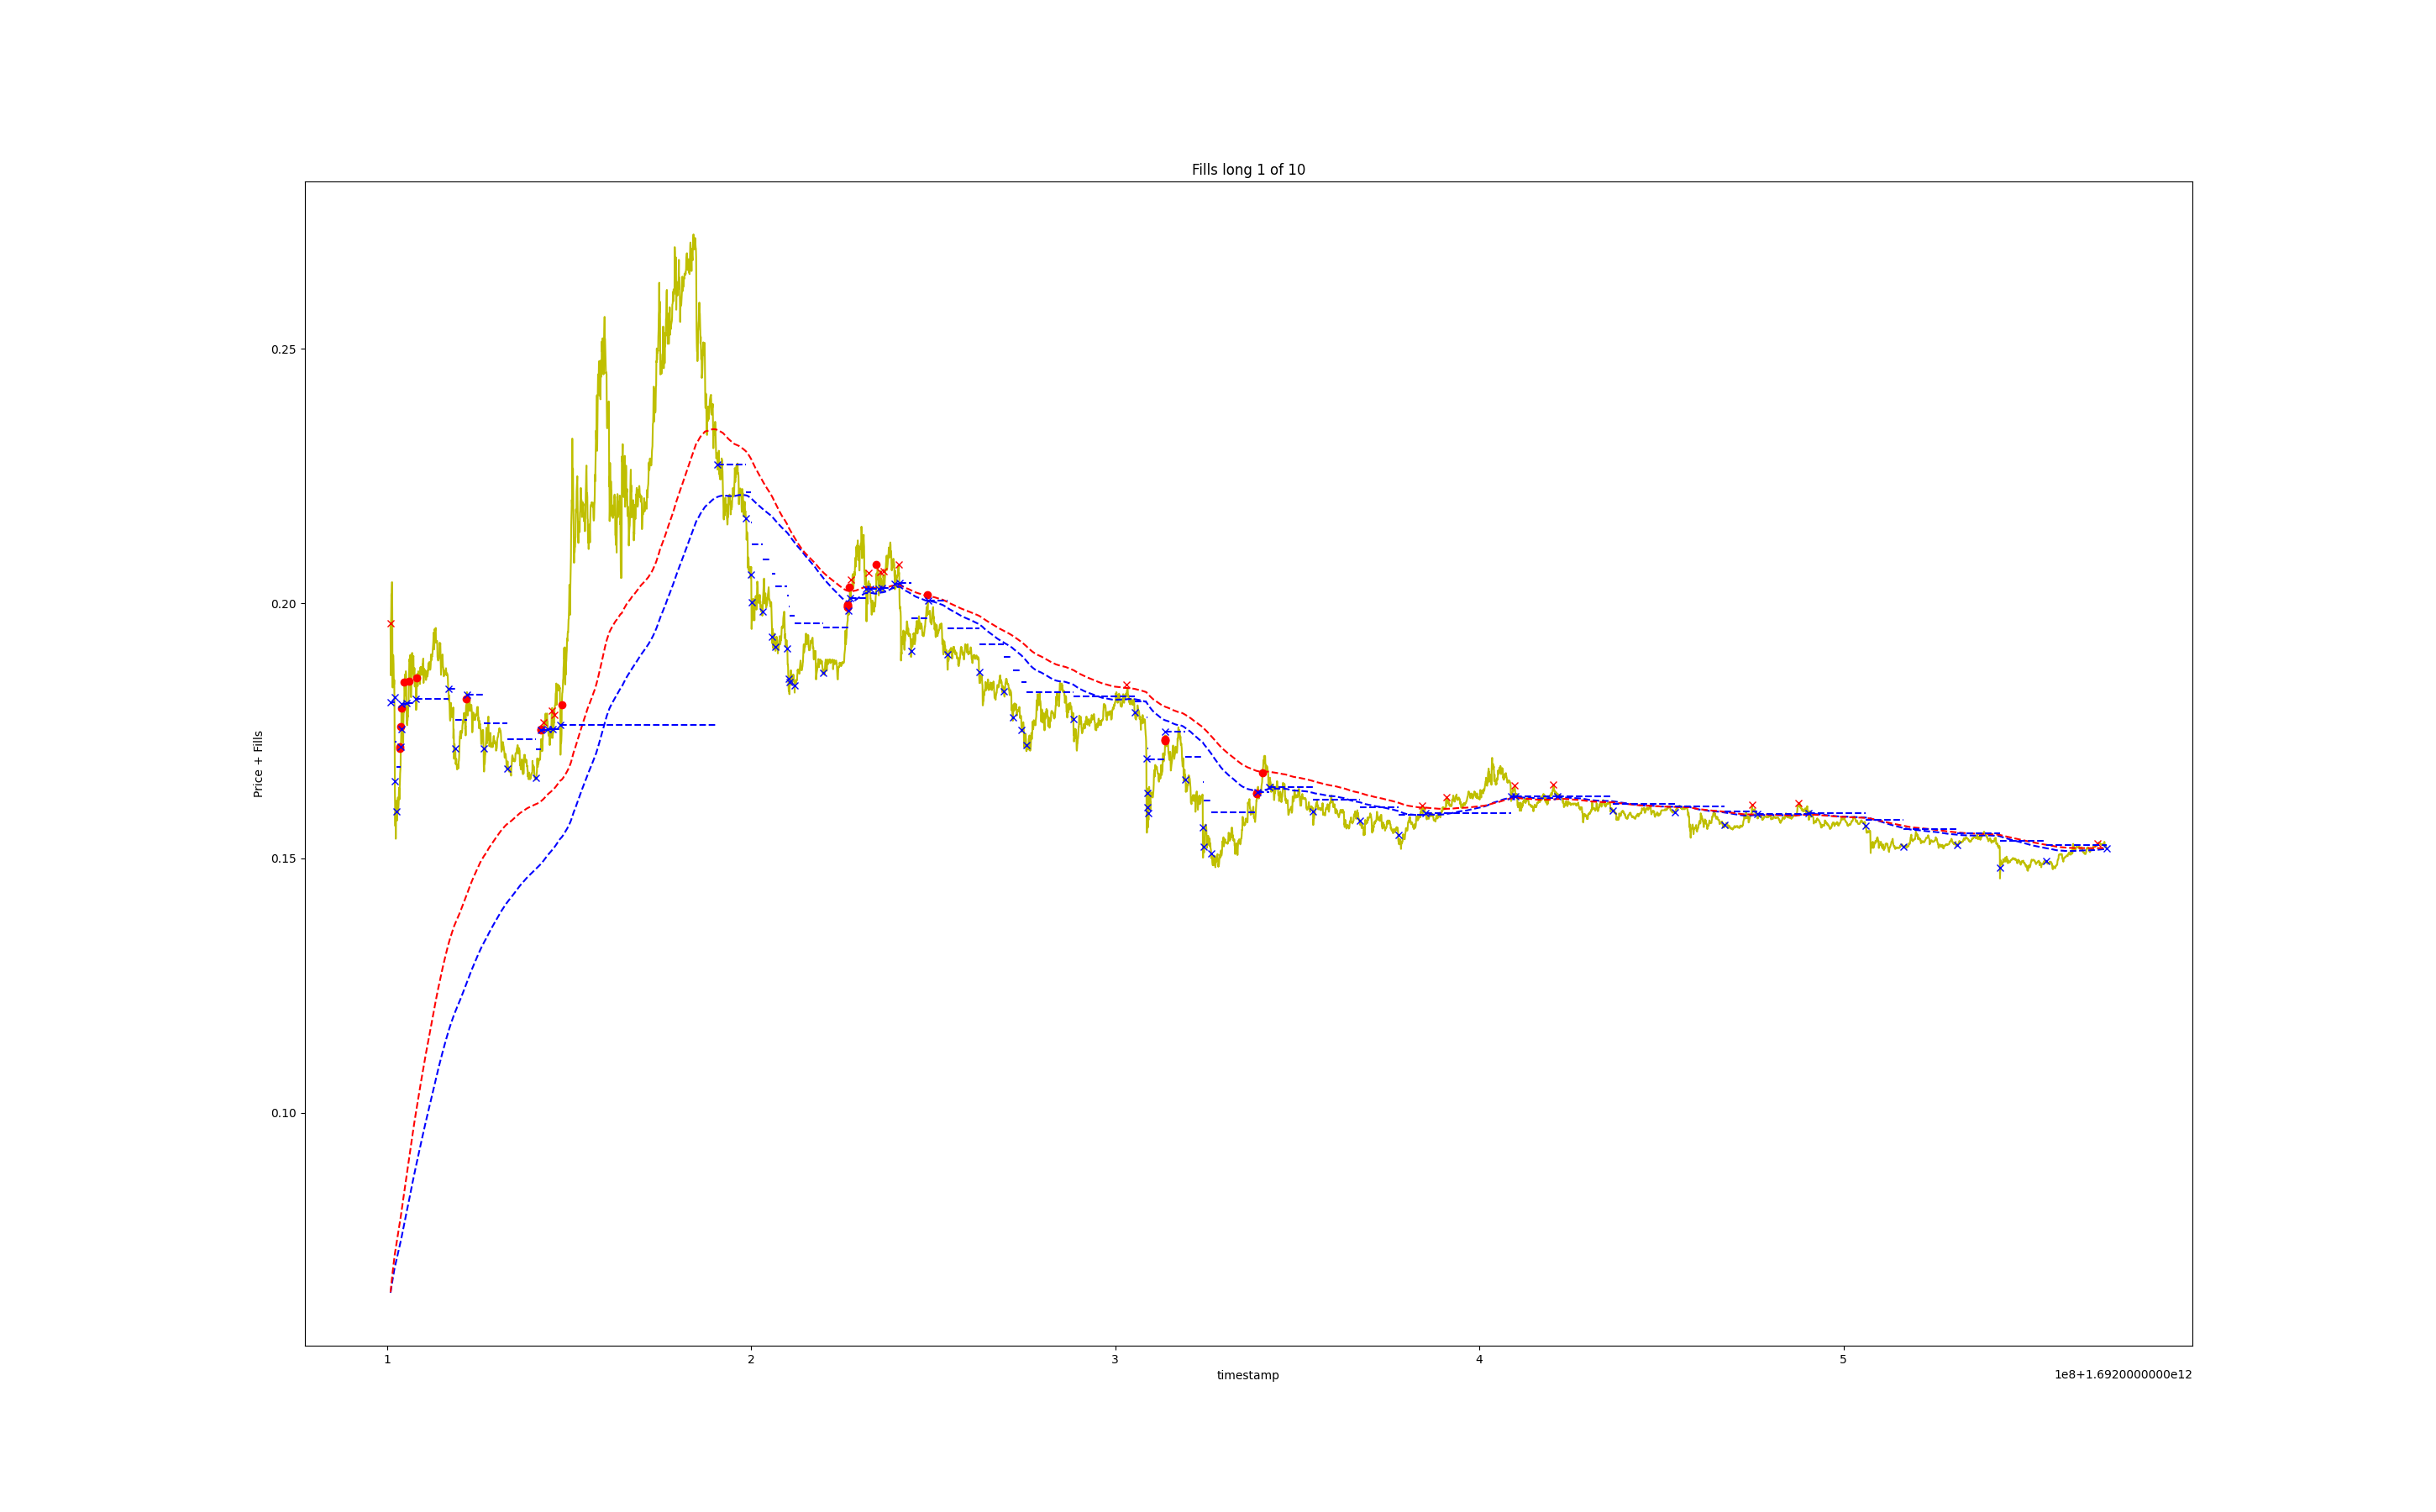 Fills long 1 of 10
Price + Fills
0.25
0.20
0.15
0.10
1 2 3 4 5
timestamp
1e8+1.6920000000e12